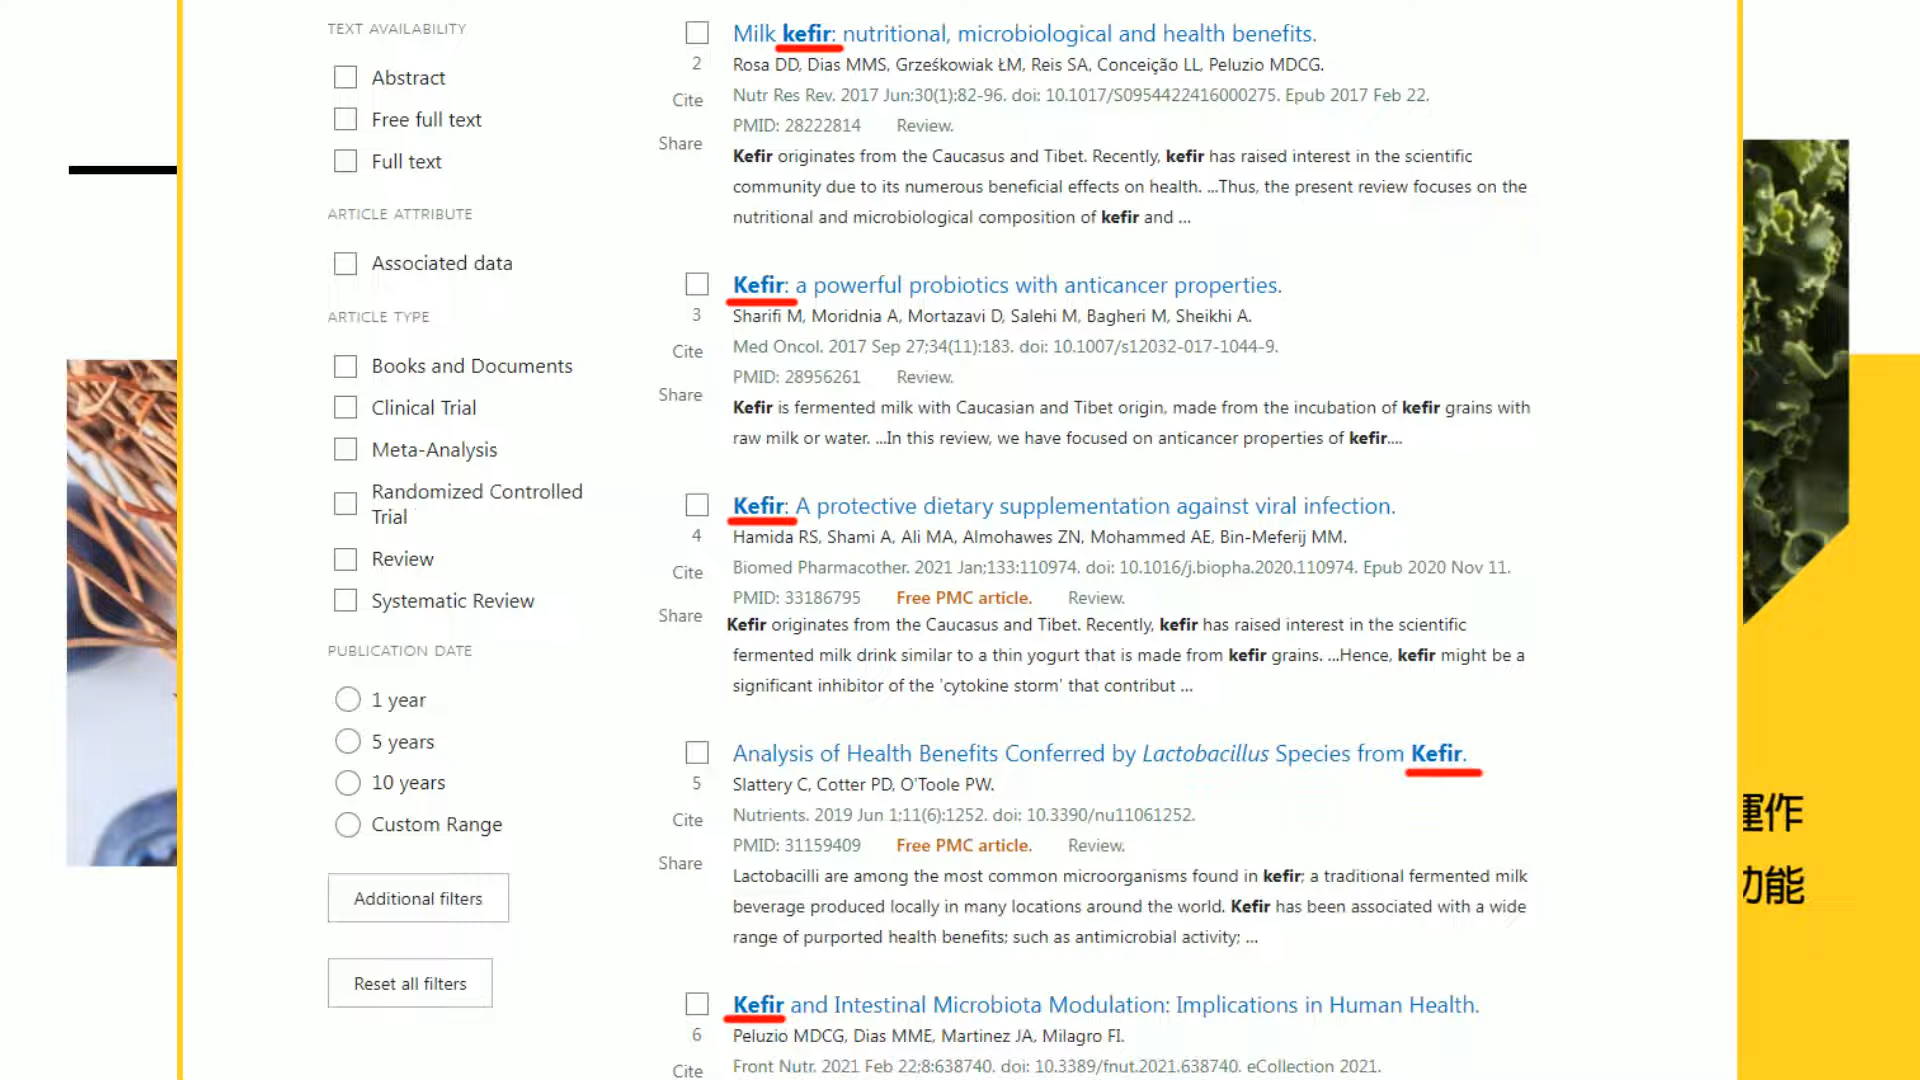 TEXT AVAILABILITY
Abstract
Free full text
Full text
ARTICLE ATTRIBUTE
Associated data
ARTICLE TYPE
Books and Documents
Clinical Trial
Meta-Analysis
Randomized Controlled
Trial
Review
Systematic Review
PUBLICATION DATE
1 year
5 years
10 years
Custom Range
Additional filters
Reset all filters
Milk kefir: nutritional, microbiological and health benefits.
2
Rosa DD, Dias MMS, Grześkowiak ŁM, Reis SA, Conceição LL, Peluzio MDCG.
Cite
Nutr Res Rev. 2017 Jun;30(1):82-96. doi: 10.1017/S0954422416000275. Epub 2017 Feb 22.
PMID: 28222814 Review.
Share
Kefir originates from the Caucasus and Tibet. Recently, kefir has raised interest in the scientific
community due to its numerous beneficial effects on health. ...Thus, the present review focuses on the
nutritional and microbiological composition of kefir and ...
Kefir: a powerful probiotics with anticancer properties.
3
Sharifi M, Moridnia A, Mortazavi D, Salehi M, Bagheri M, Sheikhi A.
Cite
Med Oncol. 2017 Sep 27;34(11):183. doi: 10.1007/s12032-017-1044-9.
PMID: 28956261 Review.
Share
Kefir is fermented milk with Caucasian and Tibet origin, made from the incubation of kefir grains with
raw milk or water. ...In this review, we have focused on anticancer properties of kefir....
Kefir: A protective dietary supplementation against viral infection.
4
Hamida RS, Shami A, Ali MA, Almohawes ZN, Mohammed AE, Bin-Meferij MM.
Cite
Biomed Pharmacother. 2021 Jan;133:110974. doi: 10.1016/j.biopha.2020.110974. Epub 2020 Nov 11.
PMID: 33186795 Free PMC article. Review.
Share
Kefir originates from the Caucasus and Tibet. Recently, kefir has raised interest in the scientific
fermented milk drink similar to a thin yogurt that is made from kefir grains. ...Hence, kefir might be a
significant inhibitor of the 'cytokine storm' that contribut ...
Analysis of Health Benefits Conferred by Lactobacillus Species from Kefir.
5
Slattery C, Cotter PD, O'Toole PW.
Cite
Nutrients. 2019 Jun 1;11(6):1252. doi: 10.3390/nu11061252.
PMID: 31159409 Free PMC article. Review.
Share
Lactobacilli are among the most common microorganisms found in kefir; a traditional fermented milk
beverage produced locally in many locations around the world. Kefir has been associated with a wide
range of purported health benefits; such as antimicrobial activity; ...
Kefir and Intestinal Microbiota Modulation: Implications in Human Health.
6
Peluzio MDCG, Dias MME, Martinez JA, Milagro FI.
Cite
Front Nutr. 2021 Feb 22;8:638740. doi: 10.3389/fnut.2021.638740. eCollection 2021.
運作
功能